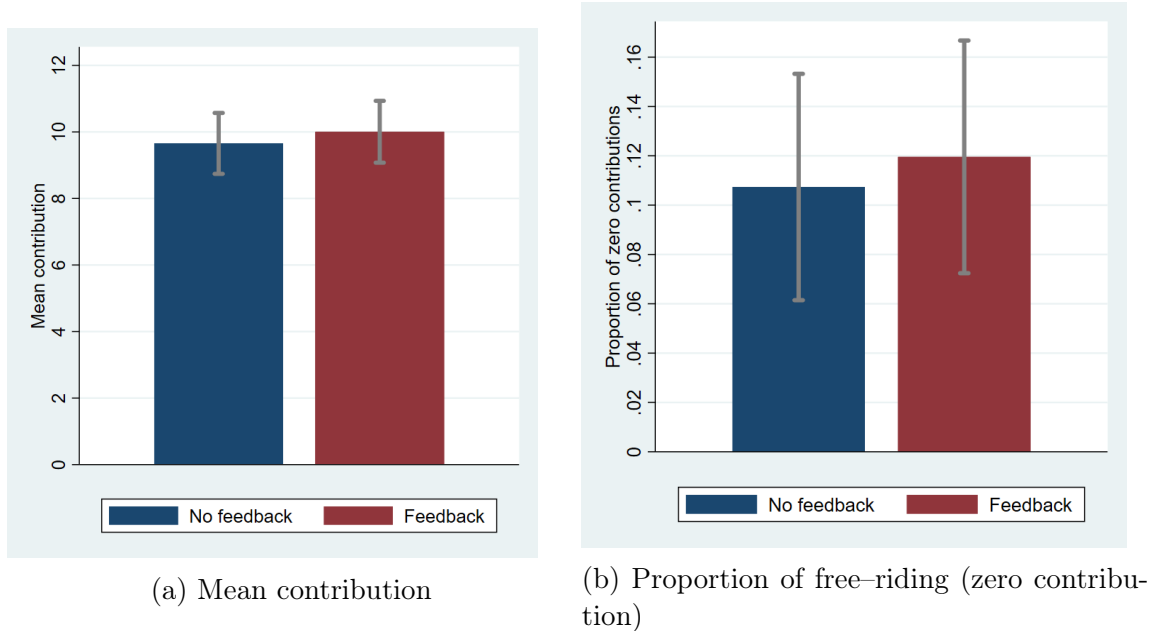 Mean contribution
12
10
8
6
4
2
0
No feedback
Feedback
(a) Mean contribution
Proportion of zero contributions
.16
.14
.12
.1
.08
.06
.04
.02
0
No feedback
Feedback
(b) Proportion of free–riding (zero contribu-
tion)